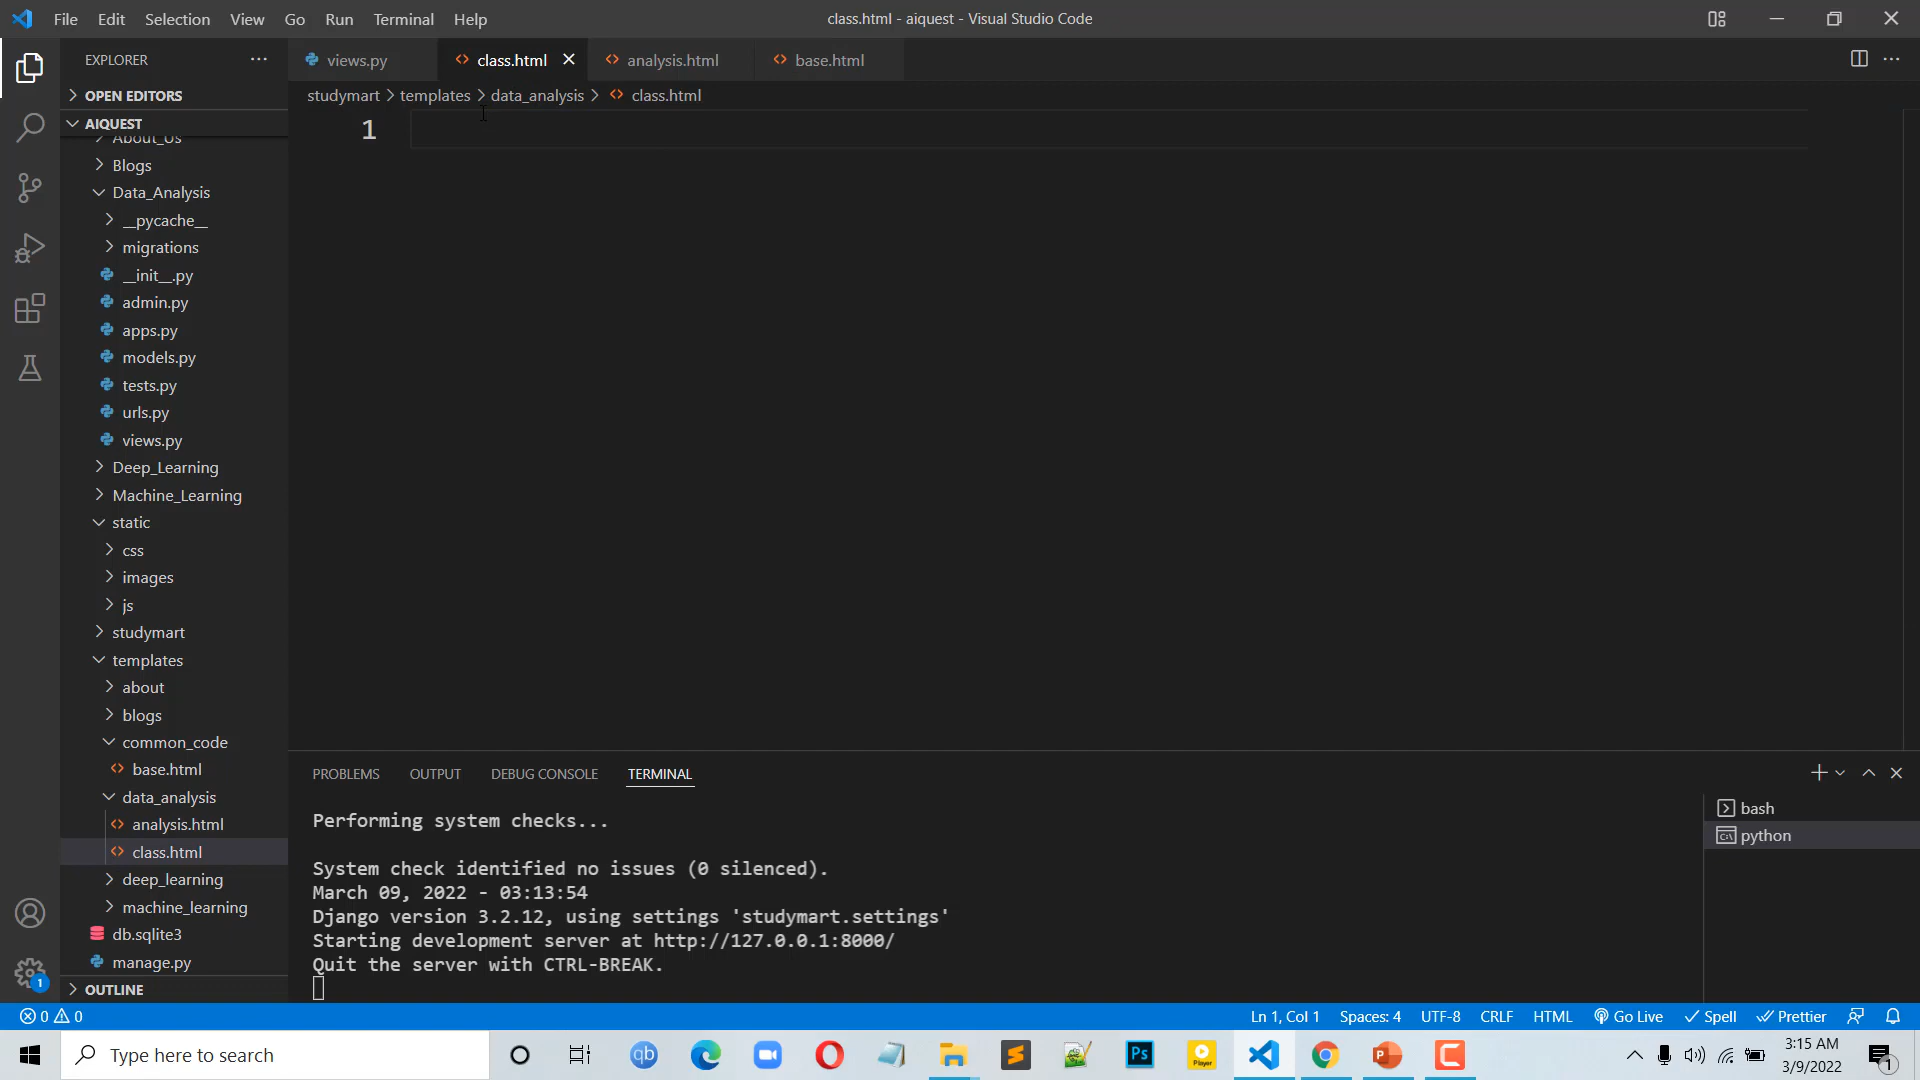 File Edit Selection View Go Run Terminal Help
class.html - aiquest - Visual Studio Code
EXPLORER
OPEN EDITORS
AIQUEST
About_Us
Blogs
Data_Analysis
__pycache__
migrations
__init__.py
admin.py
apps.py
models.py
tests.py
urls.py
views.py
Deep_Learning
Machine_Learning
static
css
images
js
studymart
templates
about
blogs
common_code
base.html
data_analysis
analysis.html
class.html
deep_learning
machine_learning
db.sqlite3
manage.py
OUTLINE
views.py class.html analysis.html base.html
studymart > templates > data_analysis > class.html
1
PROBLEMS OUTPUT DEBUG CONSOLE TERMINAL
Performing system checks...
System check identified no issues (0 silenced).
March 09, 2022 - 03:13:54
Django version 3.2.12, using settings 'studymart.settings'
Starting development server at http://127.0.0.1:8000/
Quit the server with CTRL-BREAK.
bash
python
1
0 0
Ln 1, Col 1 Spaces: 4 UTF-8 CRLF HTML Go Live Spell Prettier
Type here to search
qb
Ps
Player
P
3:15 AM
3/9/2022
1